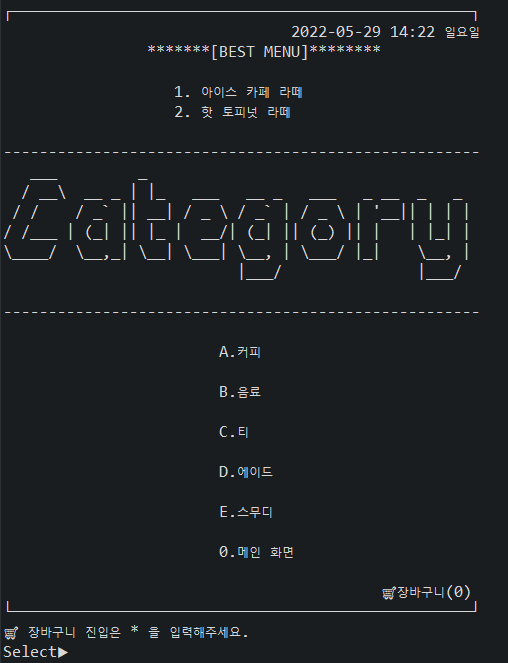 2022-05-29 14:22 일요일
*******[BEST MENU]********
1. 아이스 카페 라떼
2. 핫 토피넛 라떼
Category
A.커피
B.음료
C.티
D.에이드
E.스무디
0.메인 화면
🛒장바구니(0)
🛒 장바구니 진입은 * 을 입력해주세요.
Select▶